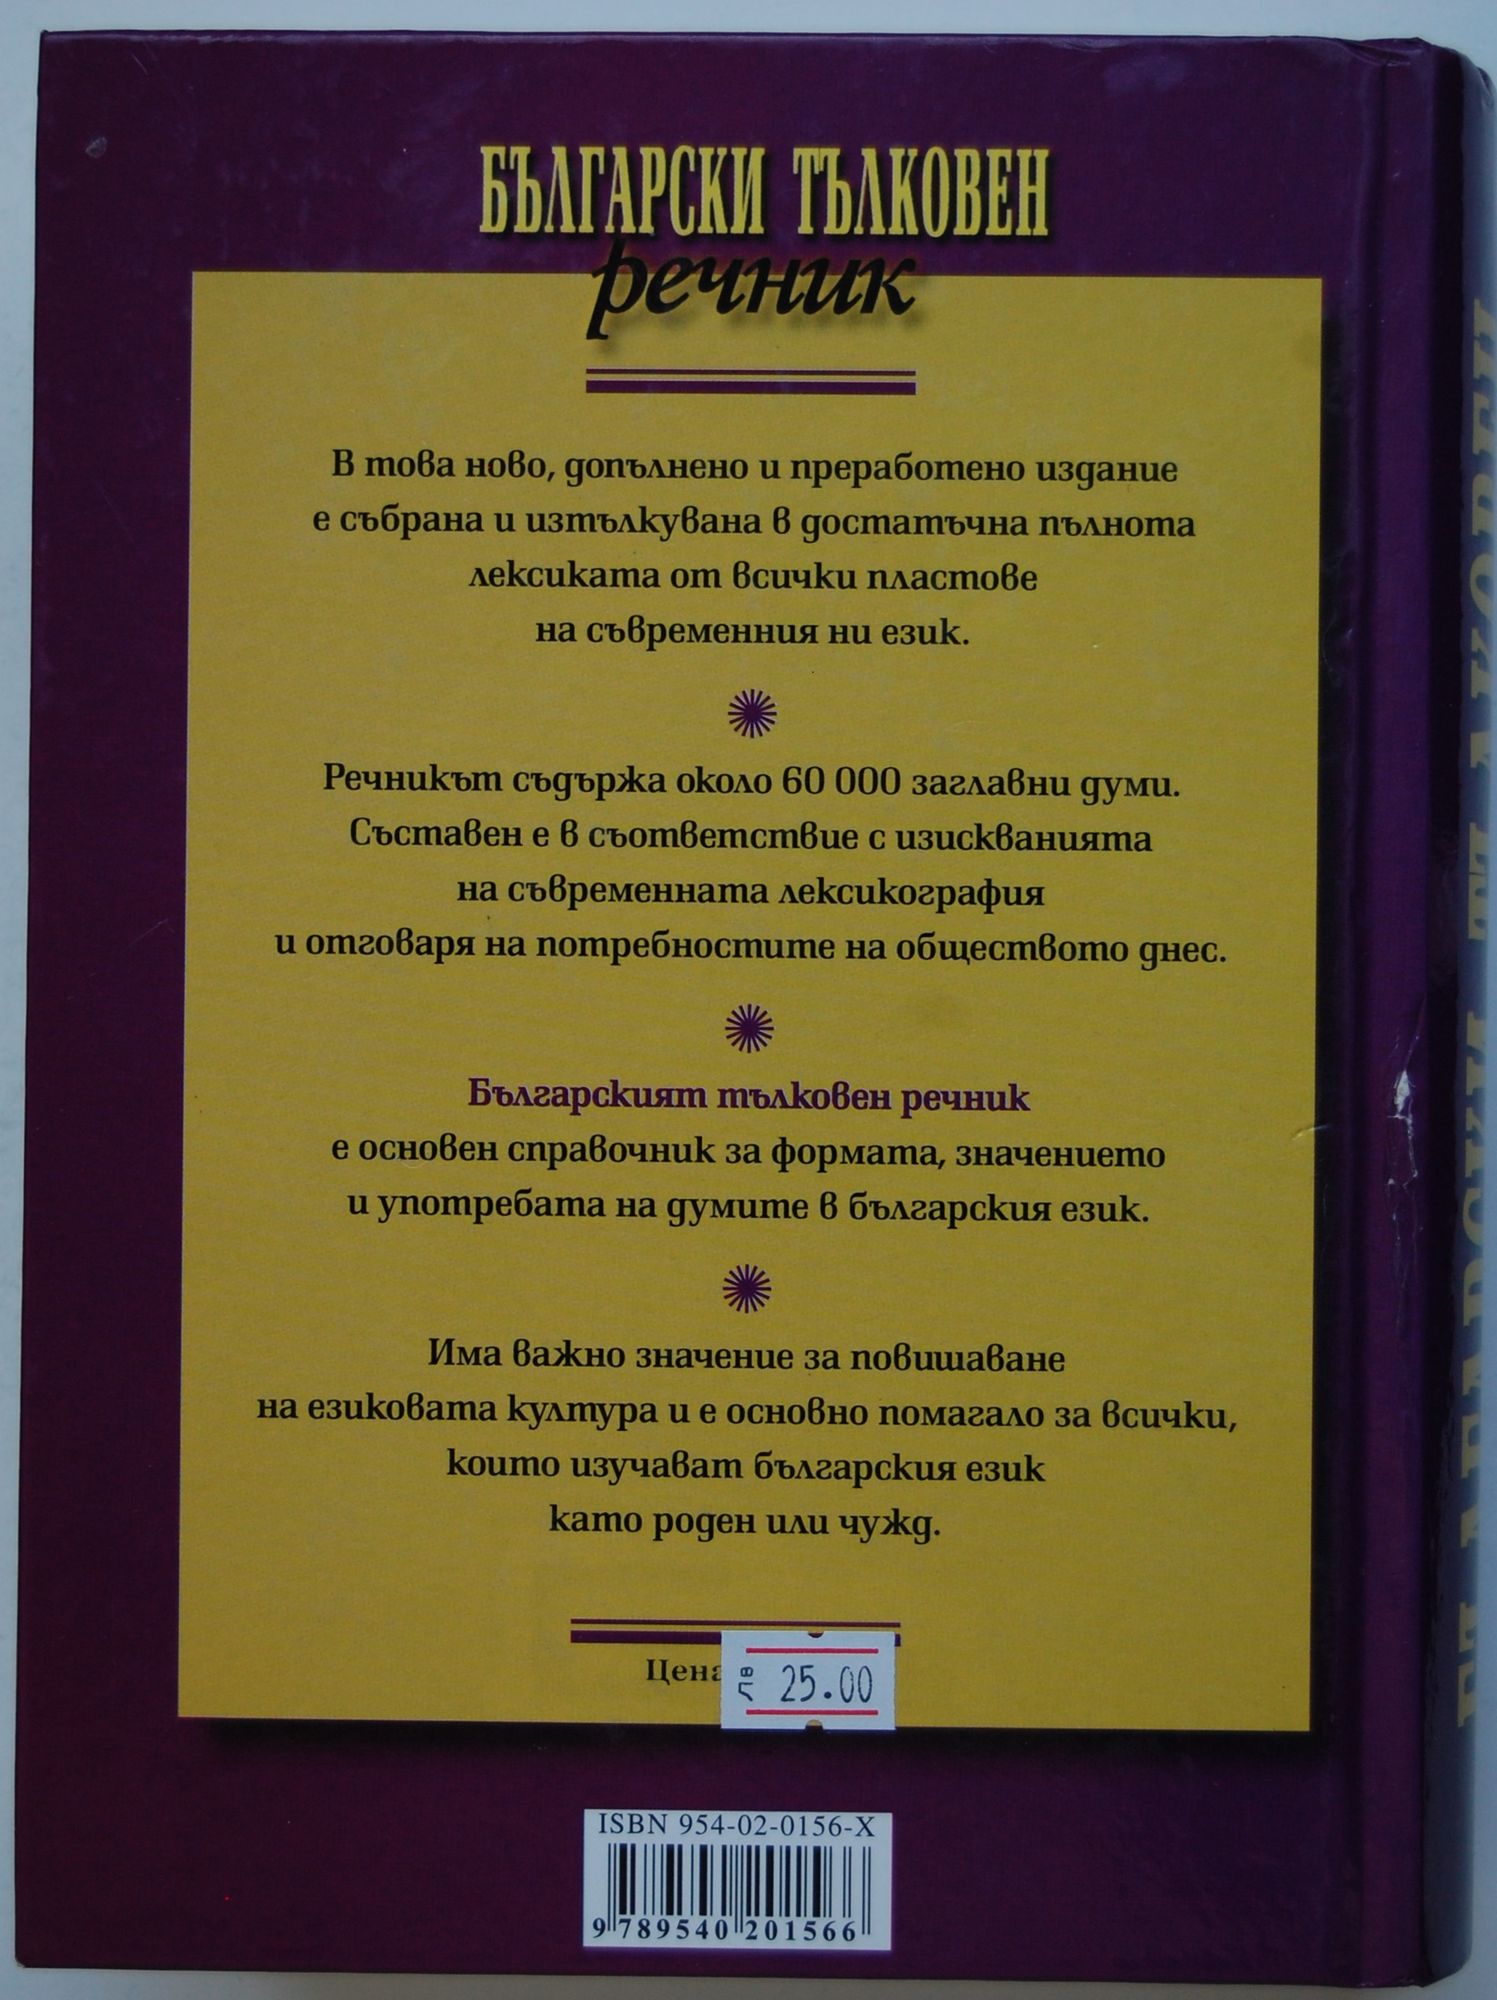 БЪЛГАРСКИ ТЪЛКОВЕН
речник
В това ново, допълнено и преработено издание
е събрана и изтълкувана в достатъчна пълнота
лексиката от всички пластове
на съвременния ни език.
Речникът съдържа около 60 000 заглавни думи.
Съставен е в съответствие с изискванията
на съвременната лексикография
и отговаря на потребностите на обществото днес.
Българският тълковен речник
е основен справочник за формата, значението
и употребата на думите в българския език.
Има важно значение за повишаване
на езиковата култура и е основно помагало за всички,
които изучават българския език
като роден или чужд.
Цена
ЛВ 25.00
ISBN 954-02-0156-X
9 789540 201566